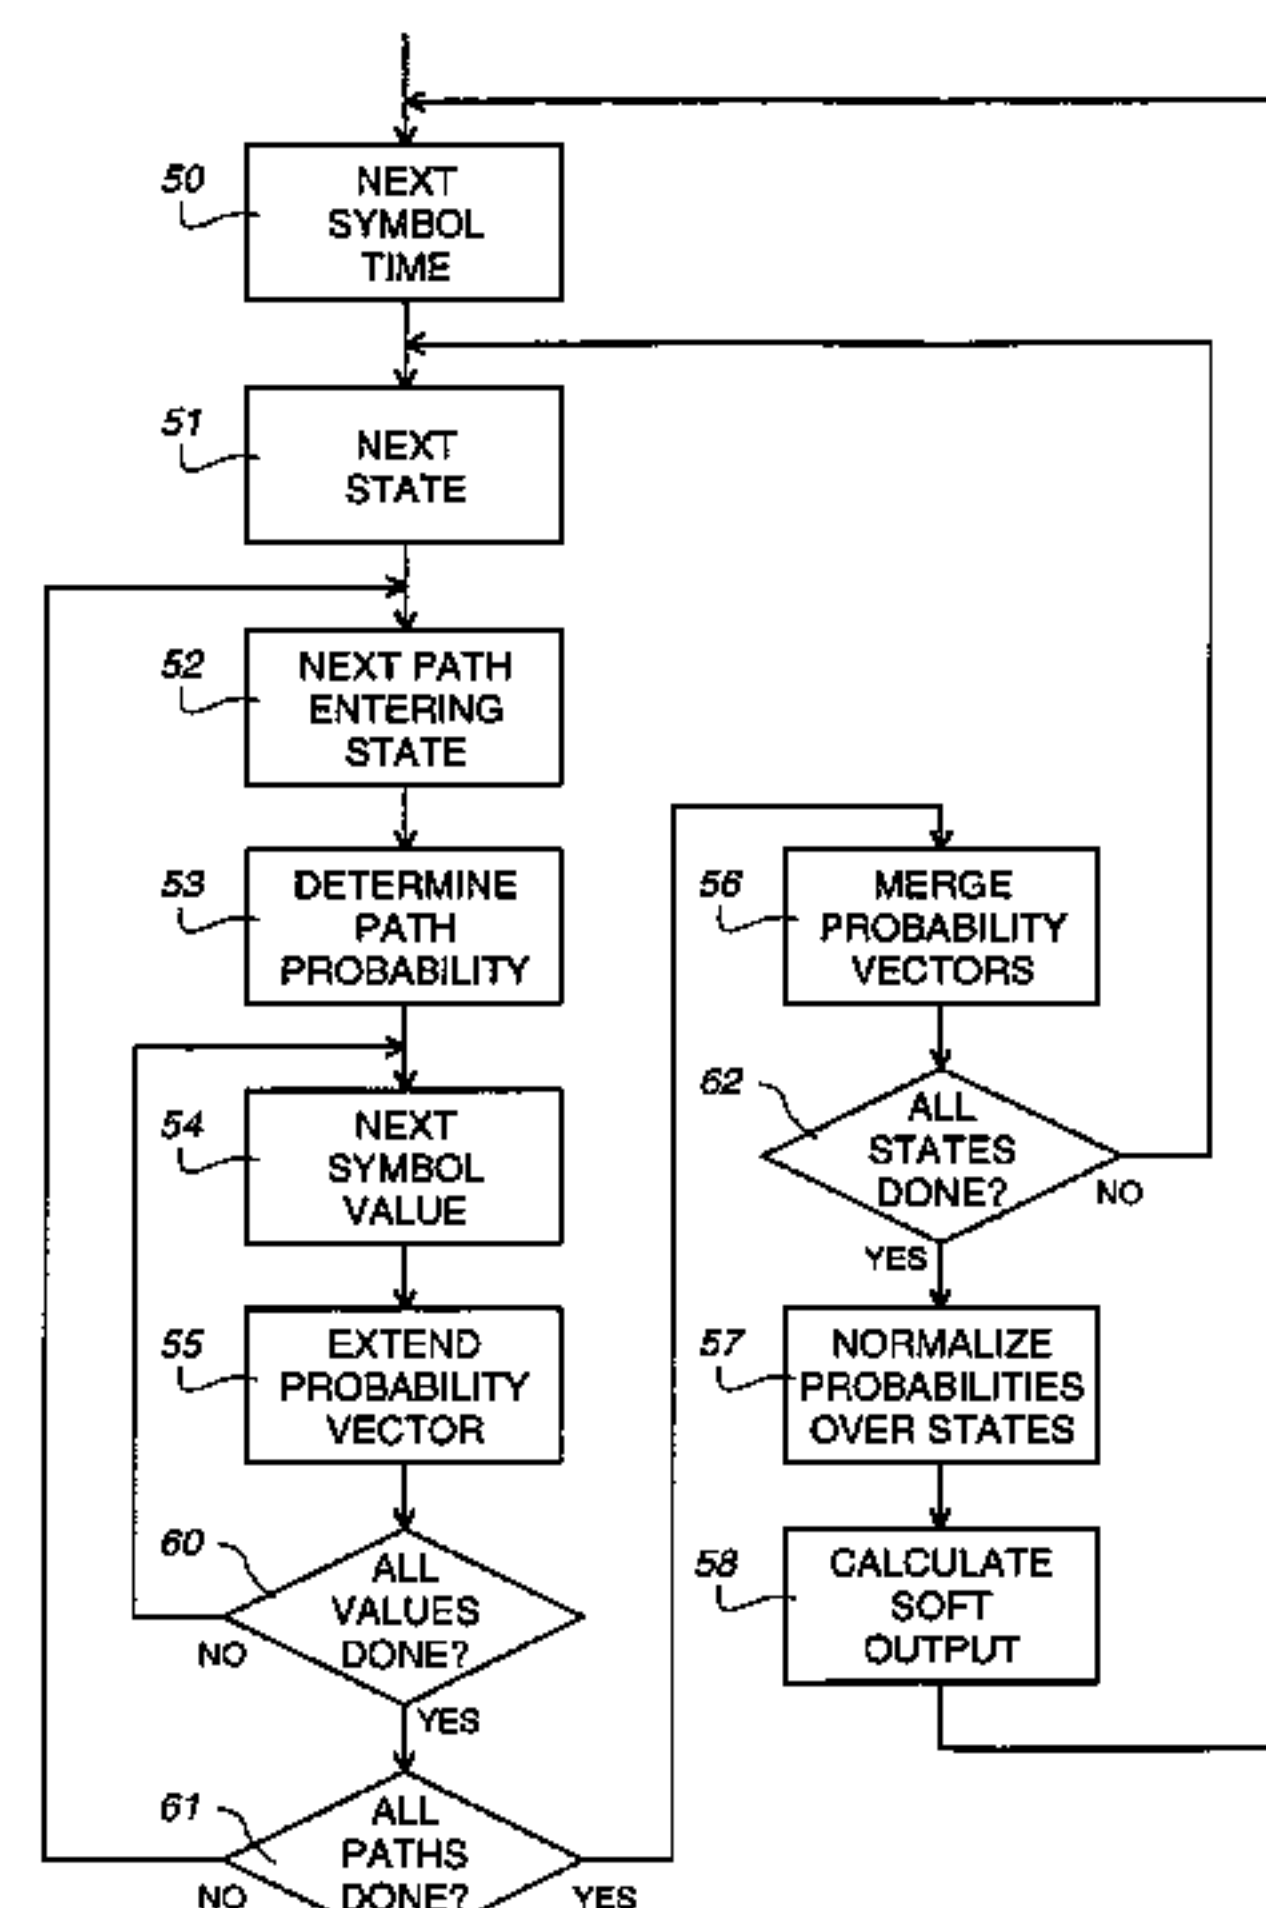 50
NEXT
SYMBOL
TIME
51
NEXT
STATE
52
NEXT PATH
ENTERING
STATE
53
DETERMINE
PATH
PROBABILITY
54
NEXT
SYMBOL
VALUE
55
EXTEND
PROBABILITY
VECTOR
60
ALL
VALUES
DONE?
NO
YES
61
ALL
PATHS
DONE?
NO
YES
56
MERGE
PROBABILITY
VECTORS
62
ALL
STATES
DONE?
NO
YES
57
NORMALIZE
PROBABILITIES
OVER STATES
58
CALCULATE
SOFT
OUTPUT